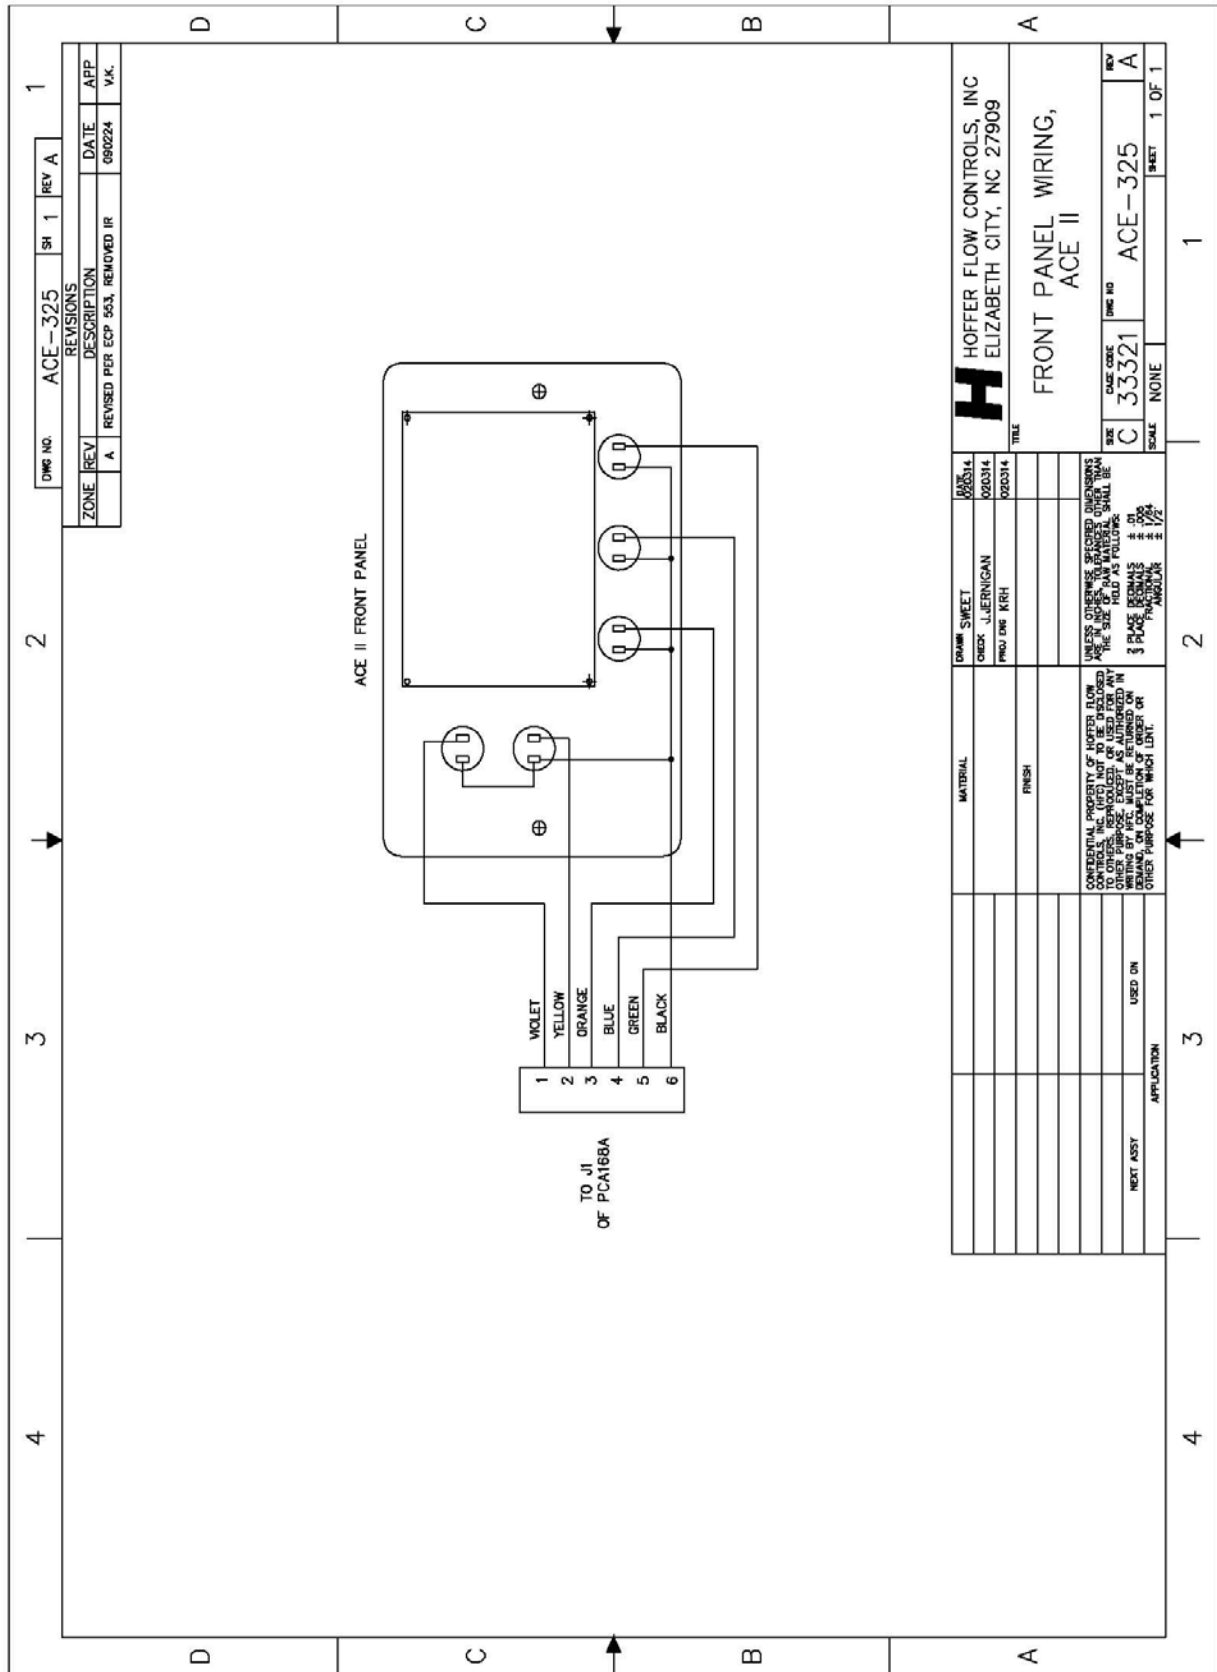 4
3
2
1
DWG NO.
ACE-325
SH 1
REV A
REVISIONS
ZONE
REV
DESCRIPTION
DATE
APP
A
REVISED PER ECP 553, REMOVED IR
090224
V.K.
D
D
C
C
B
B
A
A
ACE II FRONT PANEL
TO J1
OF PCA168A
1
VIOLET
2
YELLOW
3
ORANGE
4
BLUE
5
GREEN
6
BLACK
NEXT ASSY
USED ON
APPLICATION
MATERIAL
FINISH
CONFIDENTIAL PROPERTY OF HOFFER FLOW
CONTROLS, INC. (HFC) NOT TO BE DISCLOSED
TO OTHERS, REPRODUCED, OR USED FOR ANY
OTHER PURPOSE, EXCEPT AS AUTHORIZED IN
WRITING BY HFC. MUST BE RETURNED ON
DEMAND, ON COMPLETION OF ORDER OR
OTHER PURPOSE FOR WHICH LENT.
DATE
DRAWN SWEET
020314
CHECK J.JERNIGAN
020314
PROJ ENG KRH
020314
UNLESS OTHERWISE SPECIFIED DIMENSIONS
ARE IN INCHES. TOLERANCES OTHER THAN
THE SIZE OF RAW MATERIAL SHALL BE
HELD AS FOLLOWS:
2 PLACE DECIMALS ± .01
3 PLACE DECIMALS ± .005
FRACTIONAL ± 1/64
ANGULAR ± 1/2
H
HOFFER FLOW CONTROLS, INC
ELIZABETH CITY, NC 27909
TITLE
FRONT PANEL WIRING,
ACE II
SIZE
C
CAGE CODE
33321
DWG NO
ACE-325
REV
A
SCALE
NONE
SHEET
1 OF 1
4
3
2
1